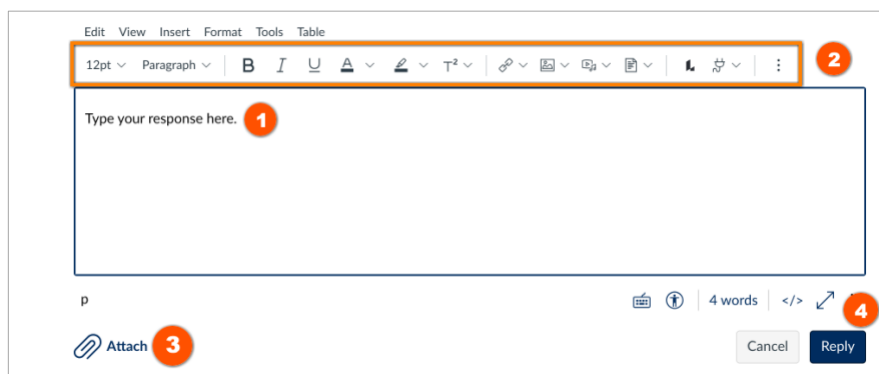 Edit View Insert Format Tools Table
12pt Paragraph B I U A T² 2
Type your response here. 1
p 4 words </> 4
Attach 3 Cancel Reply